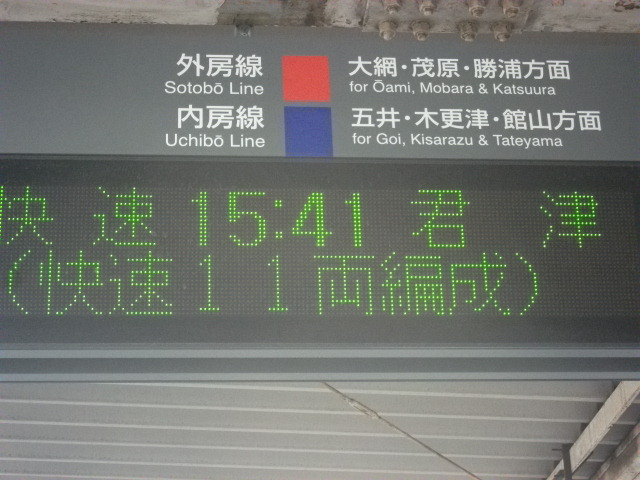 外房線 大網・茂原・勝浦方面
Sotobō Line for Ōami, Mobara & Katsuura
内房線 五井・木更津・館山方面
Uchibō Line for Goi, Kisarazu & Tateyama
快速 15:41 君津
(快速11両編成)